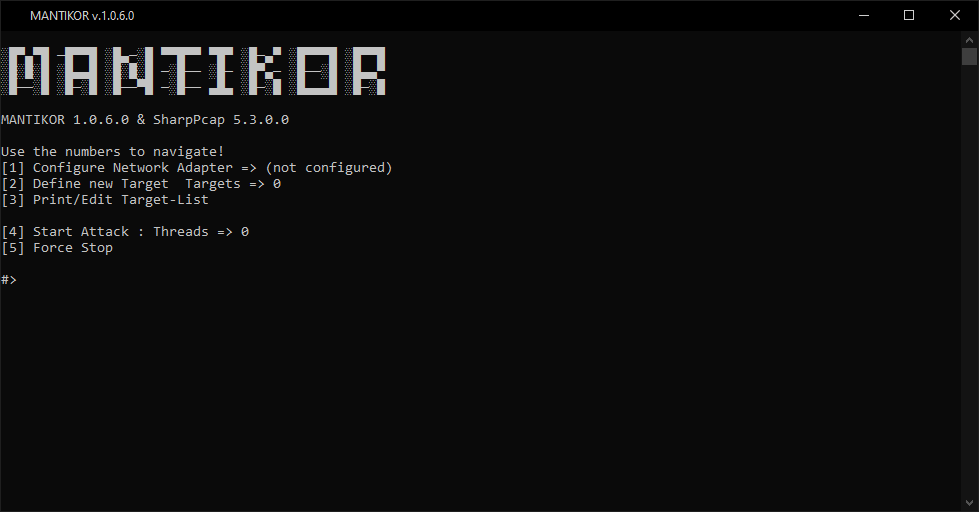 MANTIKOR v.1.0.6.0
MANTIKOR
MANTIKOR 1.0.6.0 & SharpPcap 5.3.0.0
Use the numbers to navigate!
[1] Configure Network Adapter => (not configured)
[2] Define new Target  Targets => 0
[3] Print/Edit Target-List
[4] Start Attack : Threads => 0
[5] Force Stop
#>